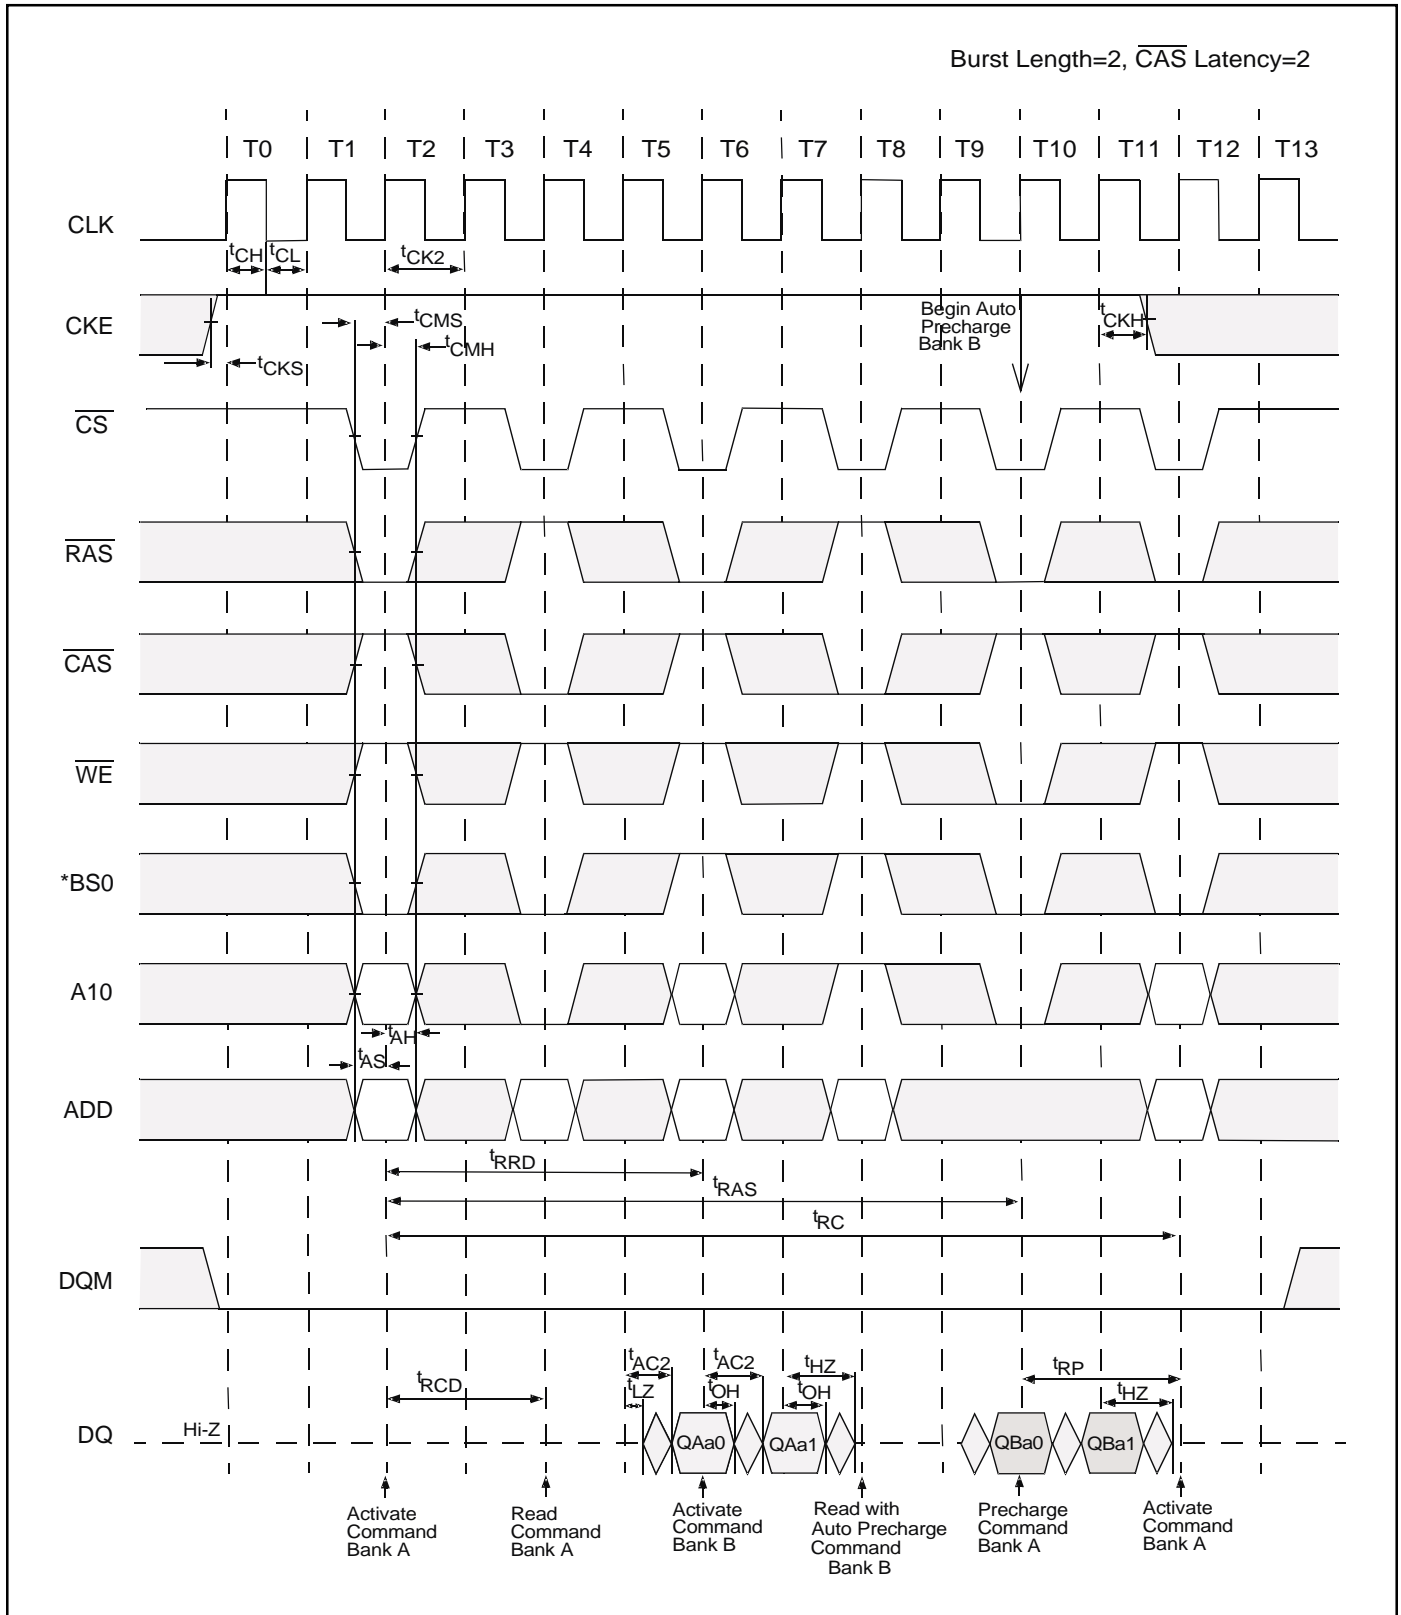 Burst Length=2, CAS Latency=2
T0 T1 T2 T3 T4 T5 T6 T7 T8 T9 T10 T11 T12 T13
CLK
tCH tCL tCK2
CKE
tCMS
tCMH
tCKS
Begin Auto
Precharge
Bank B
tCKH
CS
RAS
CAS
WE
*BS0
A10
tAH
tAS
ADD
tRRD
tRAS
tRC
DQM
tRCD
tAC2 tAC2 tHZ tRP
tLZ tOH tOH tHZ
DQ
Hi-Z
QAa0 QAa1 QBa0 QBa1
Activate
Command
Bank A
Read
Command
Bank A
Activate
Command
Bank B
Read with
Auto Precharge
Command
Bank B
Precharge
Command
Bank A
Activate
Command
Bank A